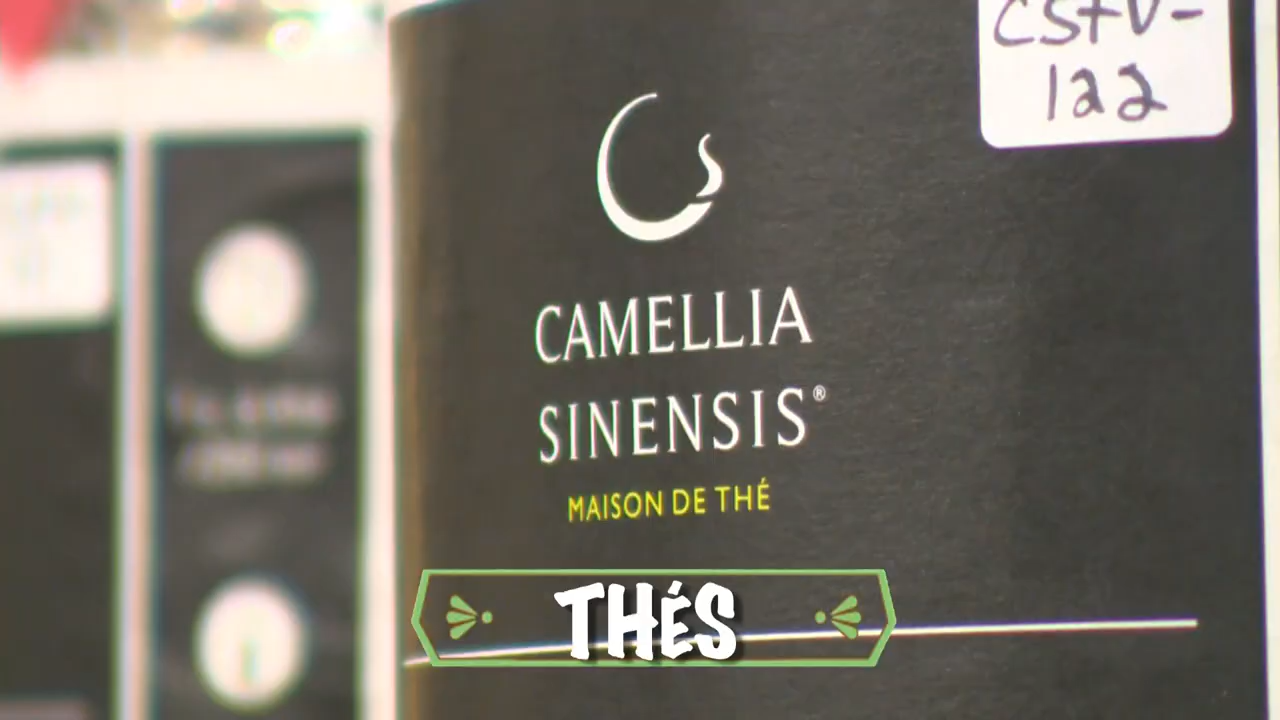 CSTV-
122
CAMELLIA
SINENSIS®
MAISON DE THÉ
THÉS